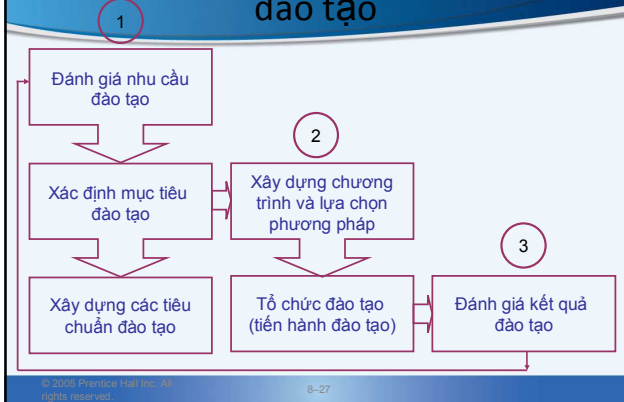 đào tạo
1
Đánh giá nhu cầu
đào tạo
2
Xác định mục tiêu
đào tạo
Xây dựng chương
trình và lựa chọn
phương pháp
3
Xây dựng các tiêu
chuẩn đào tạo
Tổ chức đào tạo
(tiến hành đào tạo)
Đánh giá kết quả
đào tạo
© 2005 Prentice Hall Inc. All
rights reserved.
8–27